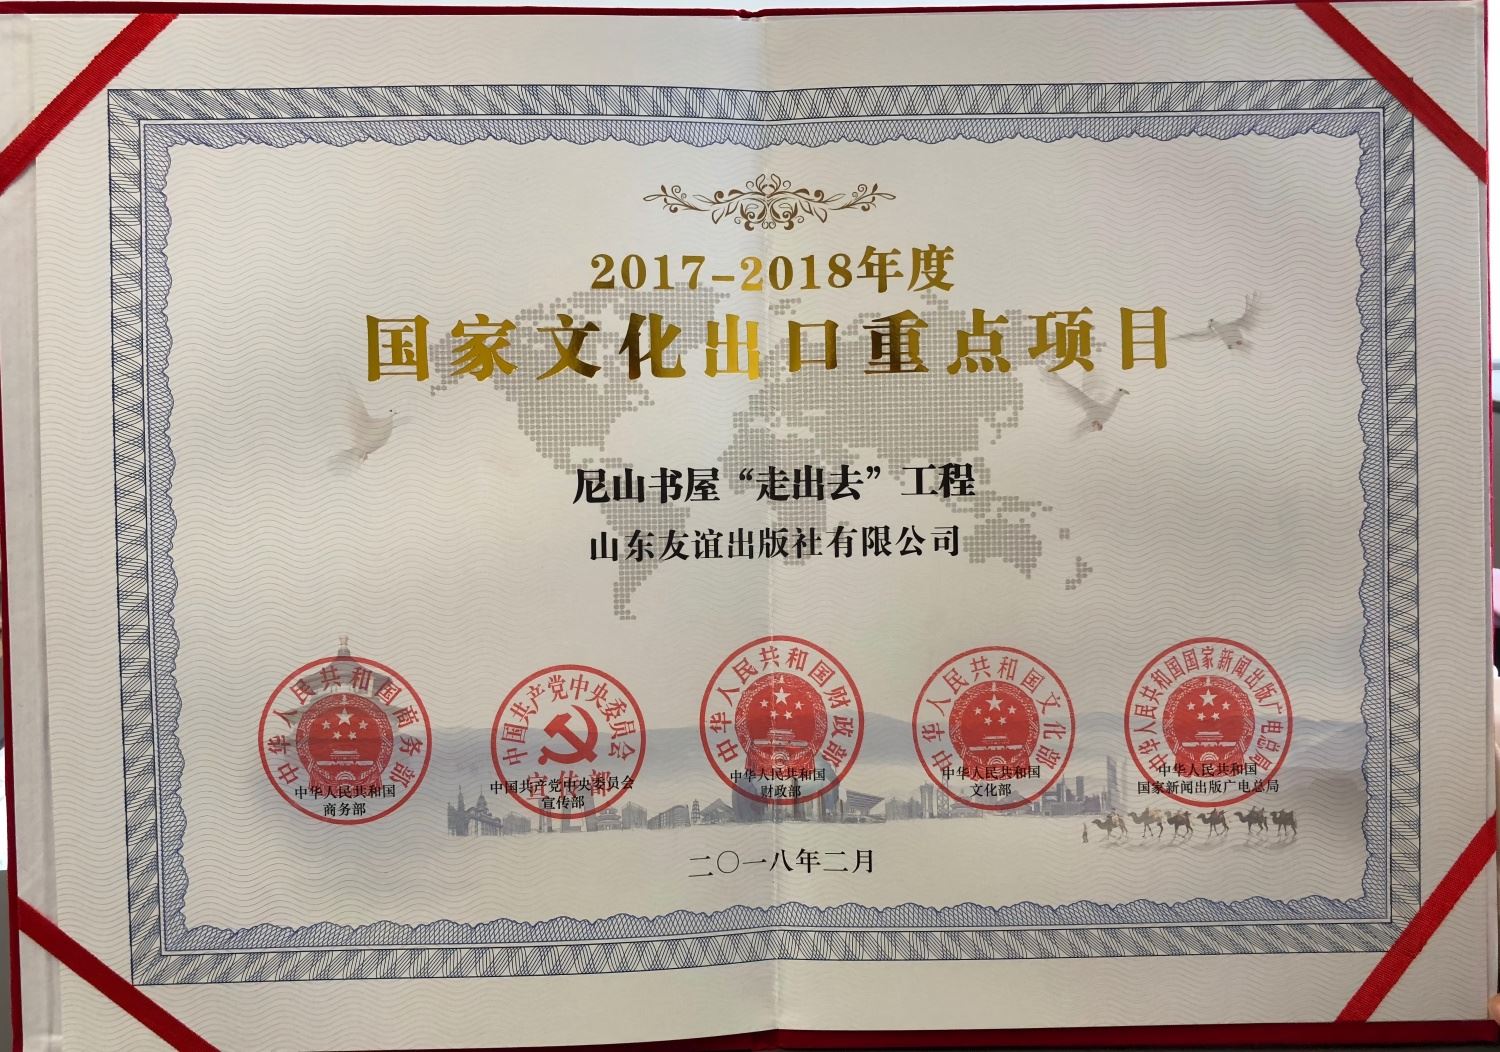 2017-2018年度
国家文化出口重点项目
尼山书屋“走出去”工程
山东友谊出版社有限公司
中华人民共和国商务部
中华人民共和国
商务部
中国共产党中央委员会
宣传部
中国共产党中央委员会
宣传部
中华人民共和国财政部
中华人民共和国
财政部
中华人民共和国文化部
中华人民共和国
文化部
中华人民共和国国家新闻出版广电总局
中华人民共和国
国家新闻出版广电总局
二〇一八年二月